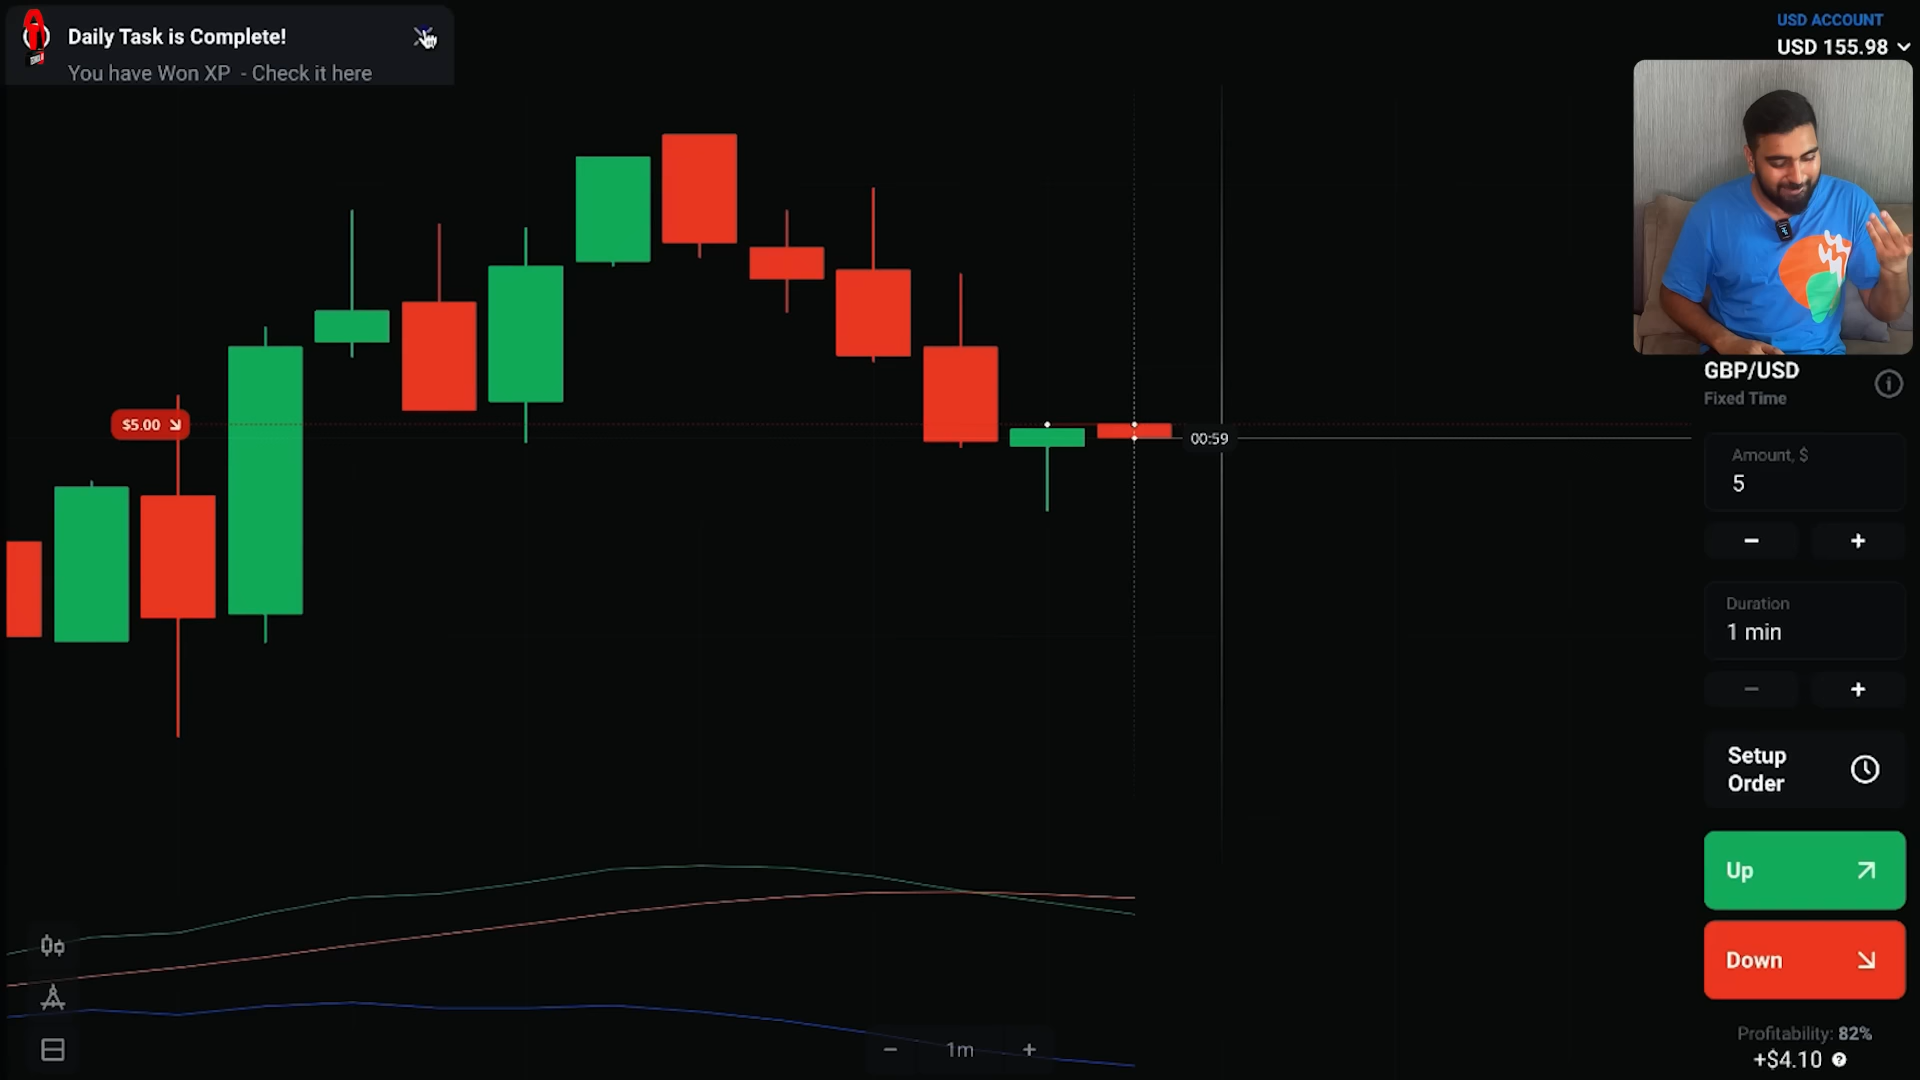 Daily Task is Complete!
You have Won XP - Check it here
USD ACCOUNT
USD 155.98
GBP/USD
Fixed Time
$5.00
00:59
Amount, $
5
Duration
1 min
Setup
Order
Up
Down
Profitability: 82%
+$4.10
1m